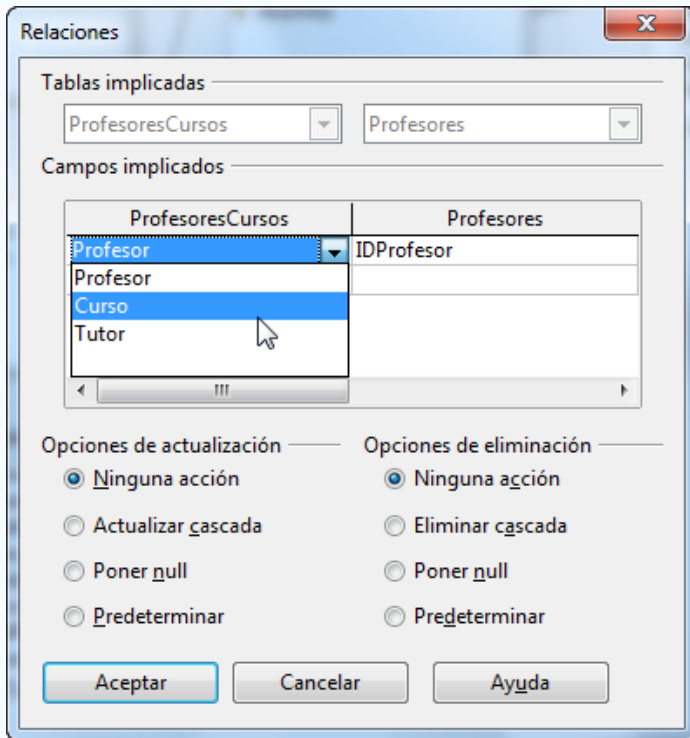 Relaciones
Tablas implicadas
ProfesoresCursos Profesores
Campos implicados
ProfesoresCursos Profesores
Profesor IDProfesor
Profesor
Curso
Tutor
Opciones de actualización Opciones de eliminación
Ninguna acción Ninguna acción
Actualizar cascada Eliminar cascada
Poner null Poner null
Predeterminar Predeterminar
Aceptar Cancelar Ayuda